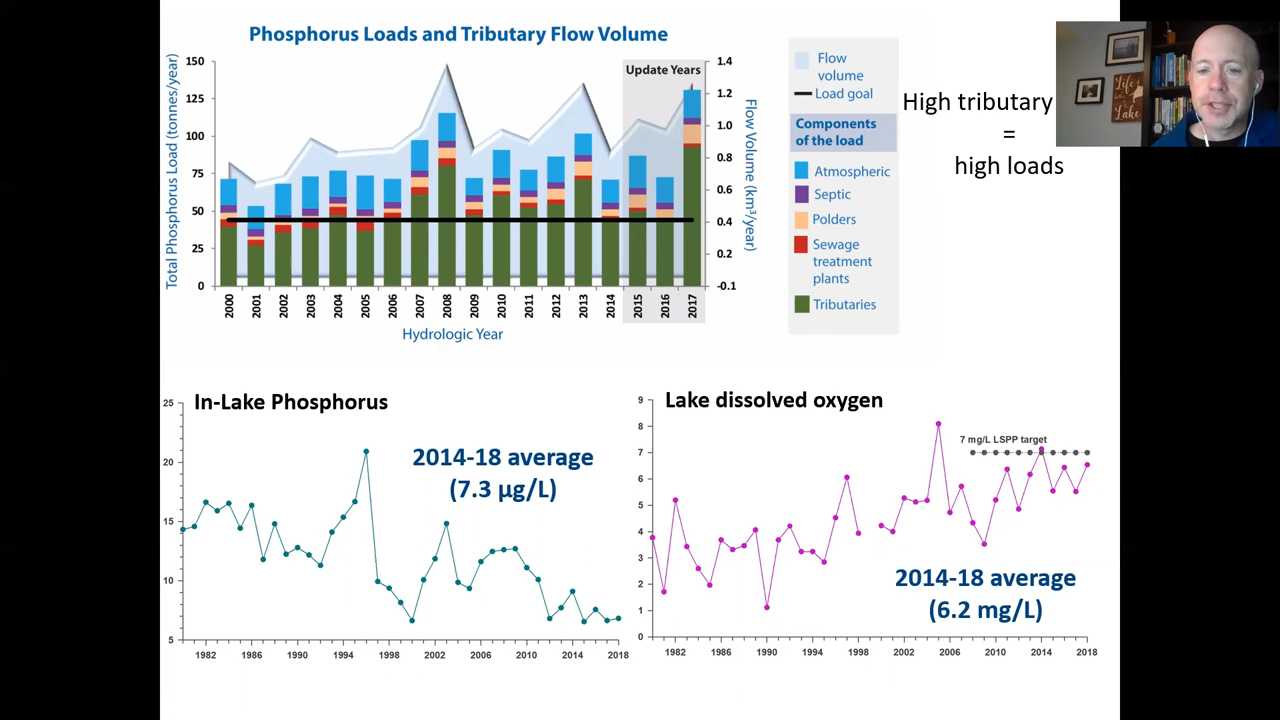 Phosphorus Loads and Tributary Flow Volume
Total Phosphorus Load (tonnes/year)
150
125
100
75
50
25
0
Update Years
1.4
1.2
1.0
0.8
0.6
0.4
0.2
-0.1
Flow Volume (km³/year)
2000 2001 2002 2003 2004 2005 2006 2007 2008 2009 2010 2011 2012 2013 2014 2015 2016 2017
Hydrologic Year
Flow
volume
Load goal
Components
of the load
Atmospheric
Septic
Polders
Sewage
treatment
plants
Tributaries
High tributary
=
high loads
Life
Lake
In-Lake Phosphorus
2014-18 average
(7.3 µg/L)
25
20
15
10
5
1982 1986 1990 1994 1998 2002 2006 2010 2014 2018
Lake dissolved oxygen
7 mg/L LSPP target
2014-18 average
(6.2 mg/L)
9
8
7
6
5
4
3
2
1
0
1982 1986 1990 1994 1998 2002 2006 2010 2014 2018